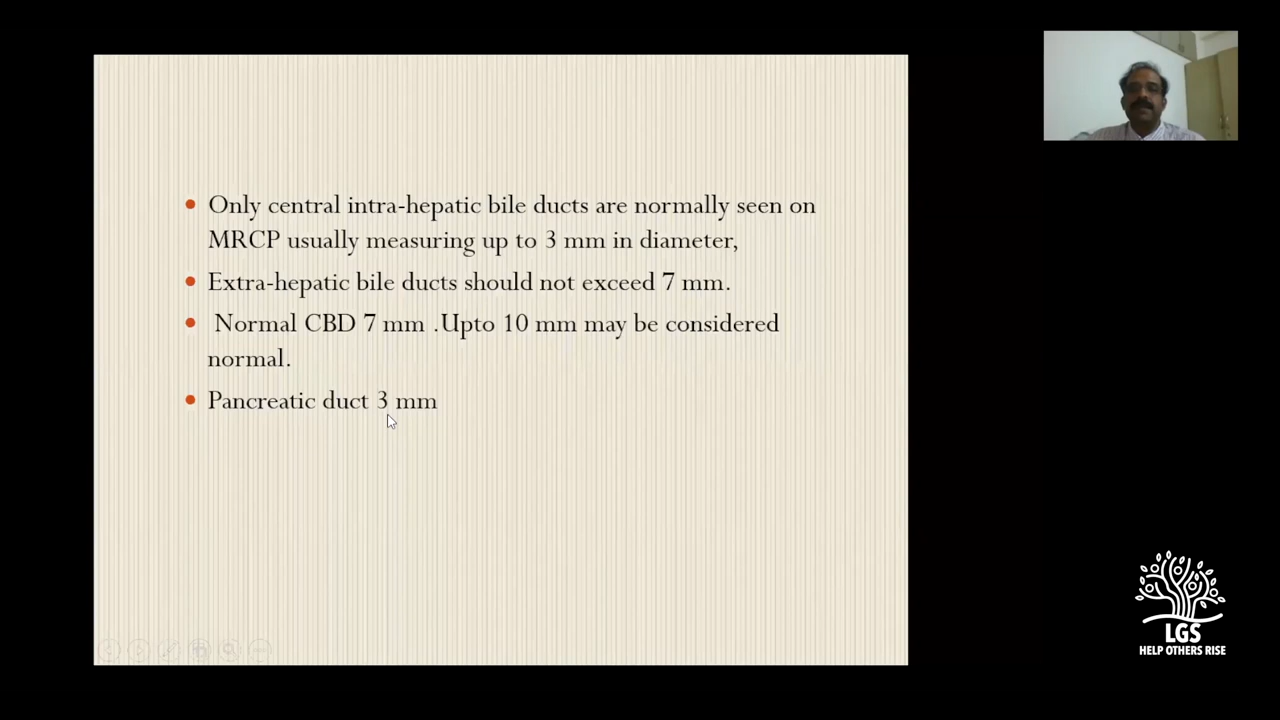 Only central intra-hepatic bile ducts are normally seen on
MRCP usually measuring up to 3 mm in diameter,
Extra-hepatic bile ducts should not exceed 7 mm.
Normal CBD 7 mm .Upto 10 mm may be considered
normal.
Pancreatic duct 3 mm
LGS
HELP OTHERS RISE